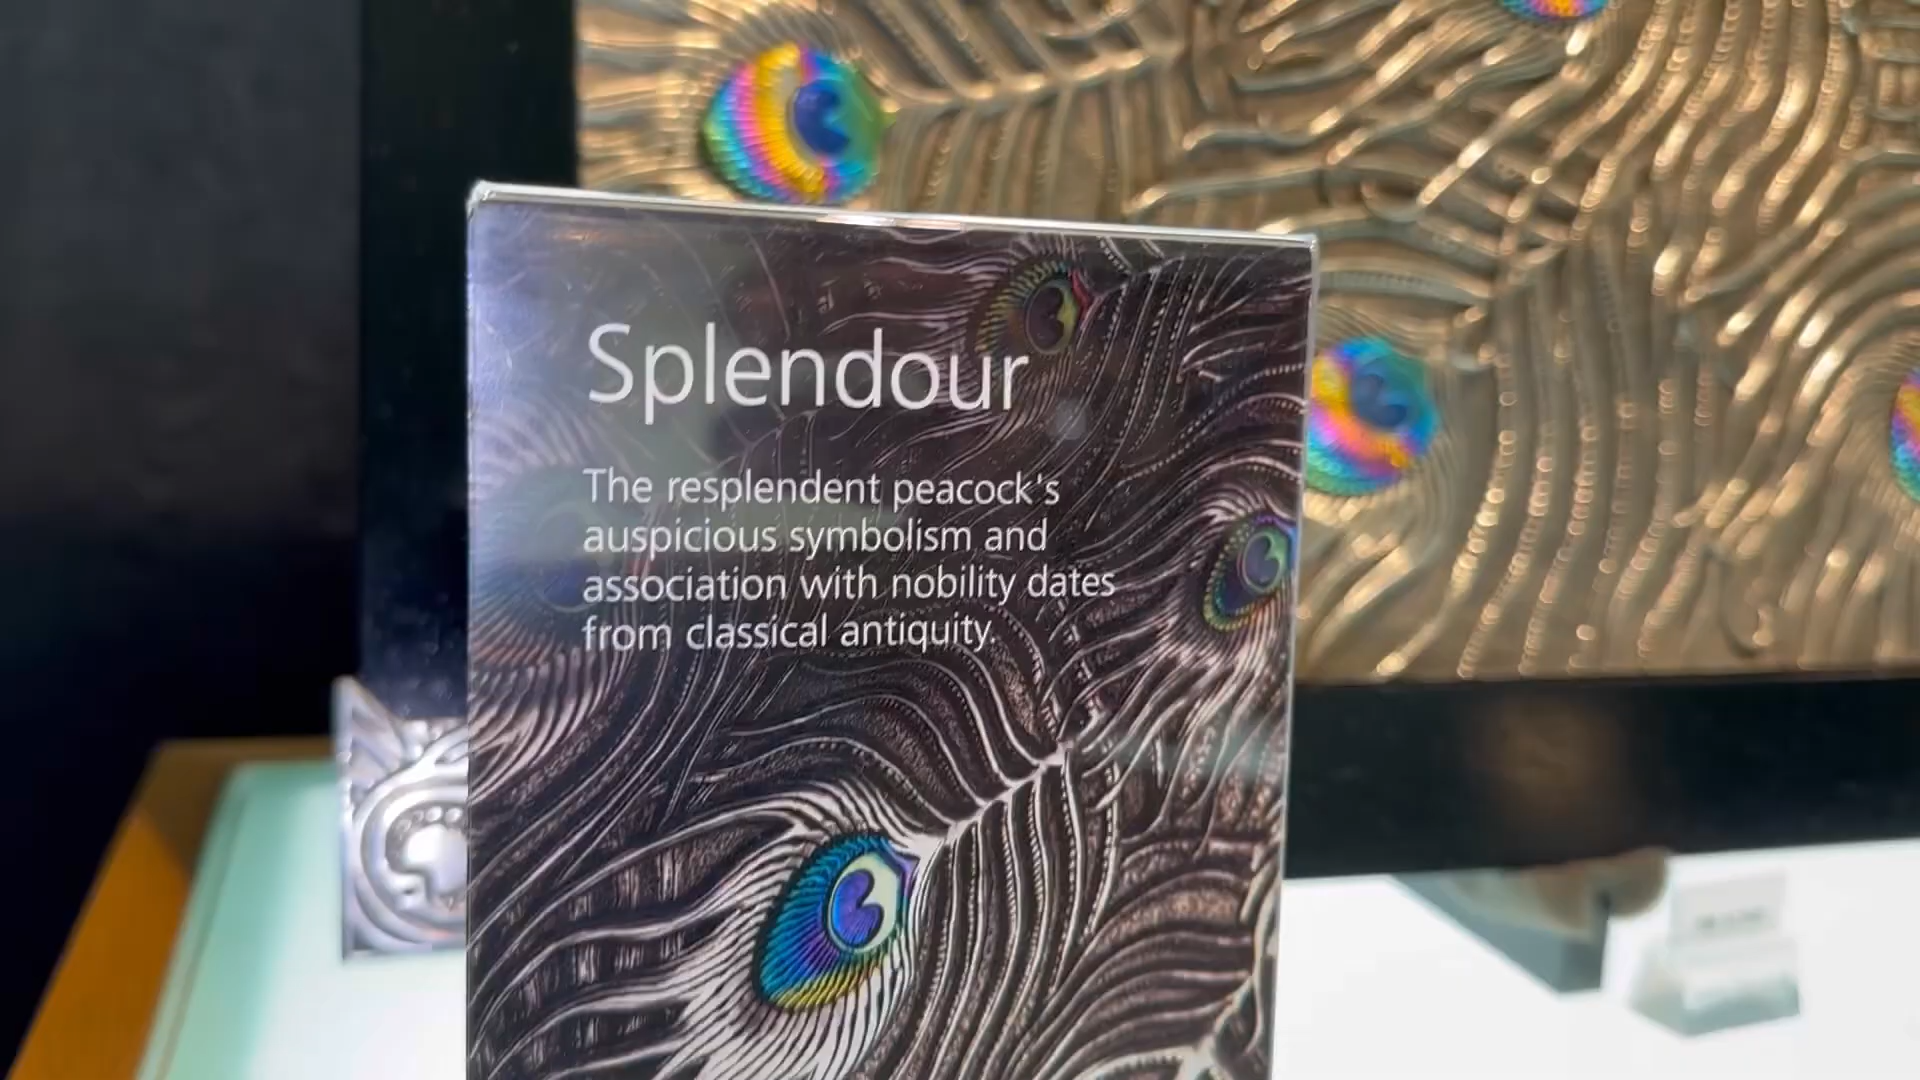 Splendour
The resplendent peacock's
auspicious symbolism and
association with nobility dates
from classical antiquity.